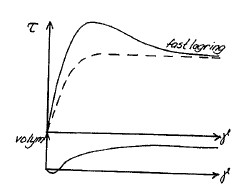 τ
fast lagring
γ
volym
γ